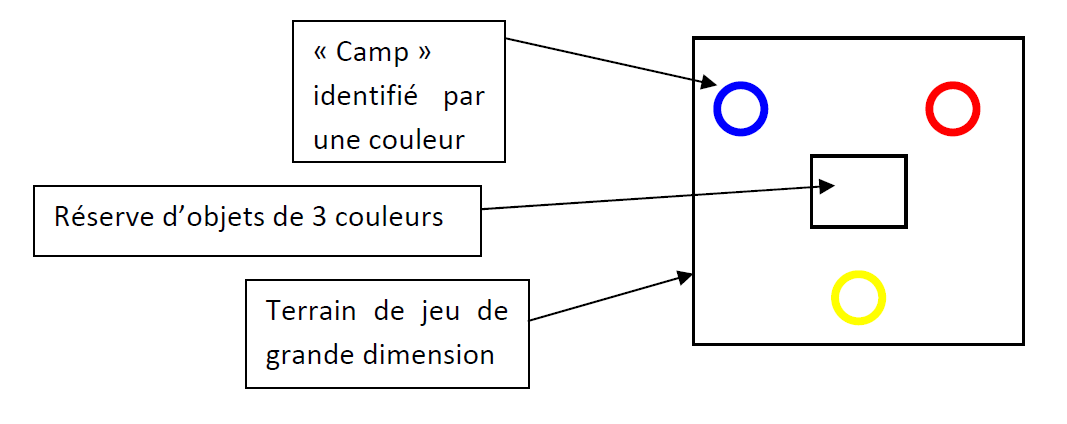 « Camp »
identifié par
une couleur
Réserve d’objets de 3 couleurs
Terrain de jeu de
grande dimension